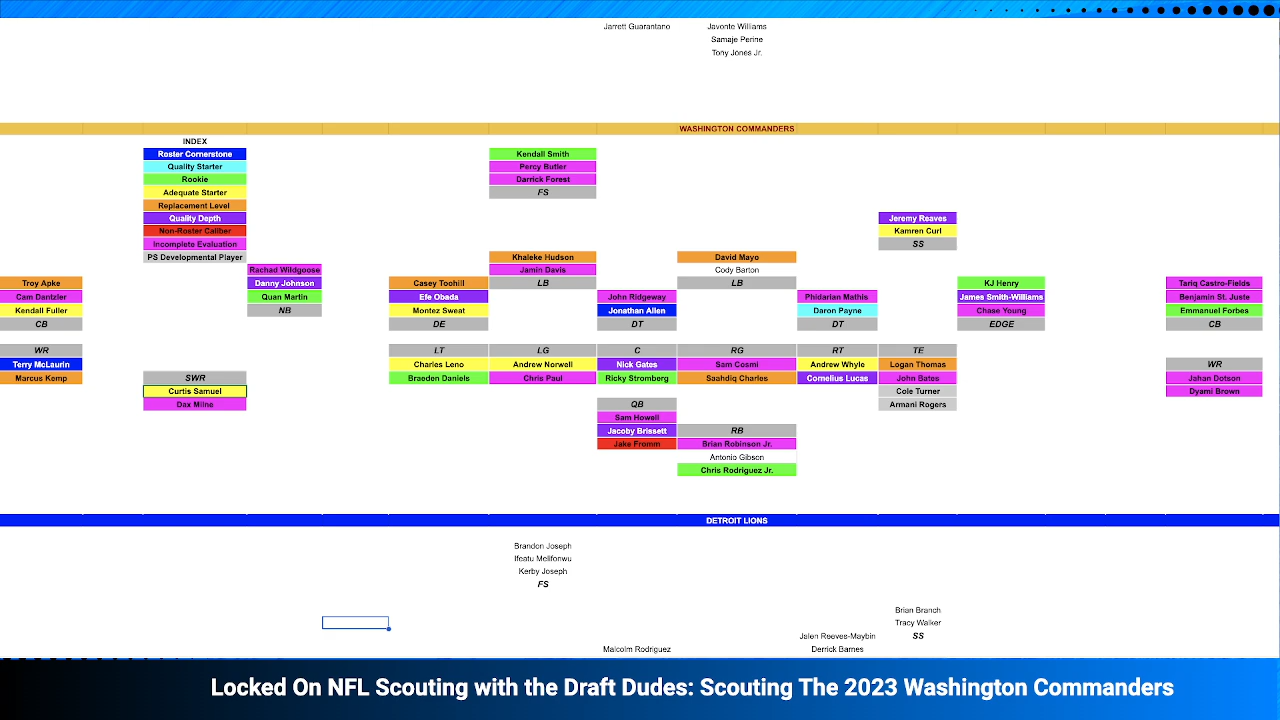 Jarrett Guarantano Javonte Williams
Samaje Perine
Tony Jones Jr.
WASHINGTON COMMANDERS
INDEX
Roster Cornerstone Kendall Smith
Quality Starter Percy Butler
Rookie Darrick Forest
Adequate Starter FS
Replacement Level
Quality Depth Jeremy Reaves
Non-Roster Caliber Kamren Curl
Incomplete Evaluation SS
PS Developmental Player Khaleke Hudson David Mayo
Rachad Wildgoose Jamin Davis Cody Barton
Troy Apke Danny Johnson Casey Toohill LB LB KJ Henry Tariq Castro-Fields
Cam Dantzler Quan Martin Efe Obada John Ridgeway Phidarian Mathis James Smith-Williams Benjamin St. Juste
Kendall Fuller NB Montez Sweat Jonathan Allen Daron Payne Chase Young Emmanuel Forbes
CB DE DT DT EDGE CB
WR LT LG C RG RT TE
Terry McLaurin Charles Leno Andrew Norwell Nick Gates Sam Cosmi Andrew Whyle Logan Thomas WR
Marcus Kemp SWR Braeden Daniels Chris Paul Ricky Stromberg Saahdiq Charles Cornelius Lucas John Bates Jahan Dotson
Curtis Samuel Cole Turner Dyami Brown
Dax Milne QB Armani Rogers
Sam Howell
Jacoby Brissett RB
Jake Fromm Brian Robinson Jr.
Antonio Gibson
Chris Rodriguez Jr.
DETROIT LIONS
Brandon Joseph
Ifeatu Melifonwu
Kerby Joseph
FS
Brian Branch
Tracy Walker
Jalen Reeves-Maybin SS
Malcolm Rodriguez Derrick Barnes
Locked On NFL Scouting with the Draft Dudes: Scouting The 2023 Washington Commanders